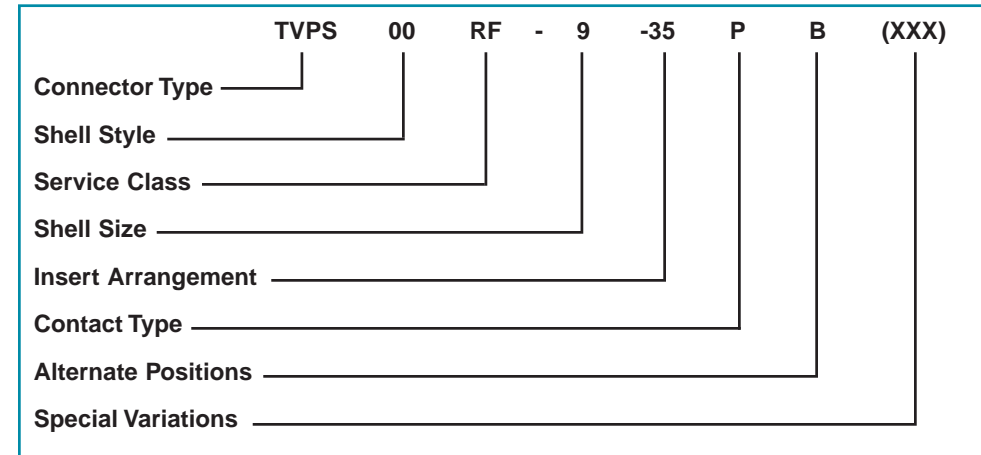 TVPS 00 RF - 9 -35 P B (XXX)
Connector Type
Shell Style
Service Class
Shell Size
Insert Arrangement
Contact Type
Alternate Positions
Special Variations